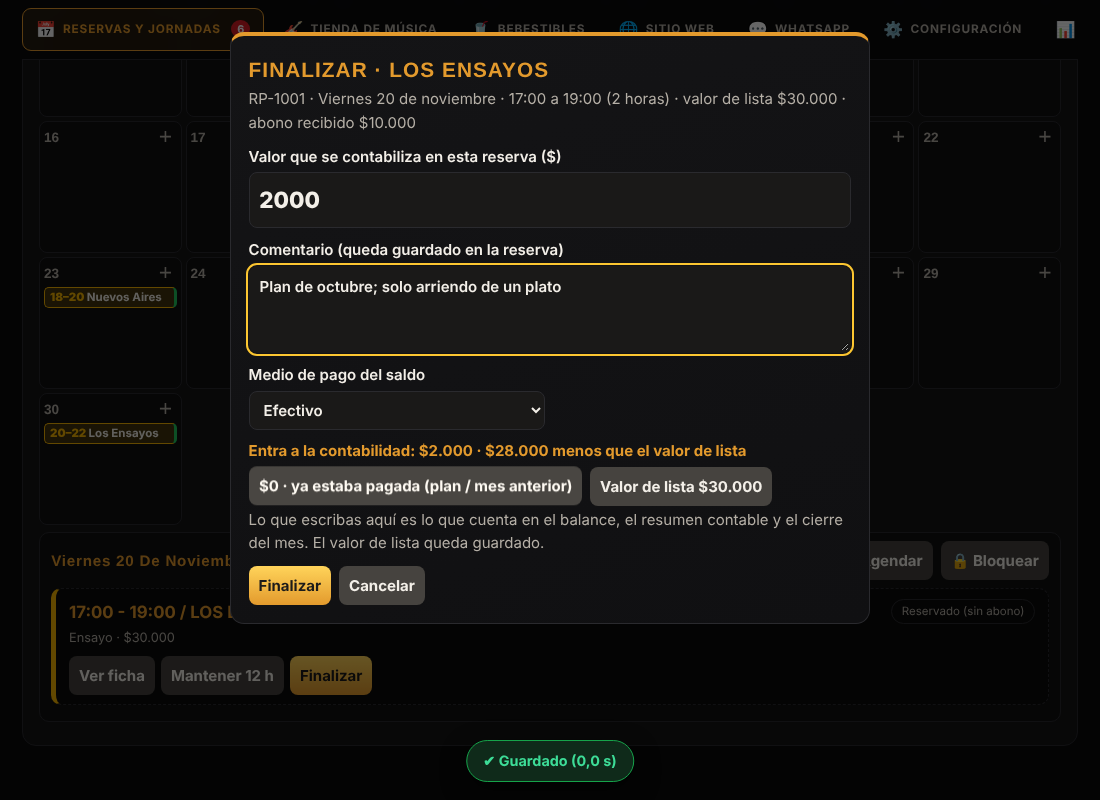 RESERVAS Y JORNADAS 6 TIENDA DE MÚSICA BEBESTIBLES SITIO WEB WHATSAPP CONFIGURACIÓN
FINALIZAR · LOS ENSAYOS
RP-1001 · Viernes 20 de noviembre · 17:00 a 19:00 (2 horas) · valor de lista $30.000 ·
abono recibido $10.000
Valor que se contabiliza en esta reserva ($)
2000
Comentario (queda guardado en la reserva)
Plan de octubre; solo arriendo de un plato
Medio de pago del saldo
Efectivo
Entra a la contabilidad: $2.000 · $28.000 menos que el valor de lista
$0 · ya estaba pagada (plan / mes anterior) Valor de lista $30.000
Lo que escribas aquí es lo que cuenta en el balance, el resumen contable y el cierre
del mes. El valor de lista queda guardado.
Finalizar Cancelar
16 + 17 + 22 +
23 + 24 + 29 +
18–20 Nuevos Aires
30 +
20–22 Los Ensayos
Viernes 20 De Noviemb gendar 🔒 Bloquear
17:00 - 19:00 / LOS Reservado (sin abono)
Ensayo · $30.000
Ver ficha Mantener 12 h Finalizar
✔ Guardado (0,0 s)